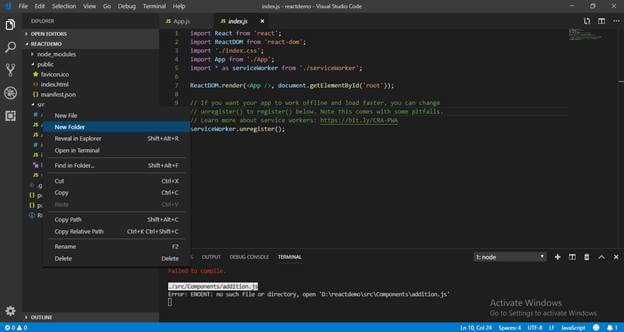 File Edit Selection View Go Debug Terminal Help
index.js - reactdemo - Visual Studio Code
EXPLORER
OPEN EDITORS
REACTDEMO
node_modules
public
favicon.ico
index.html
manifest.json
src
New File
New Folder
Reveal in Explorer Shift+Alt+R
Open in Terminal
Find in Folder... Shift+Alt+F
Cut Ctrl+X
Copy Ctrl+C
Paste Ctrl+V
Copy Path Shift+Alt+C
Copy Relative Path Ctrl+K Ctrl+Shift+C
Rename F2
Delete Delete
OUTLINE
App.js index.js
1 import React from 'react';
2 import ReactDOM from 'react-dom';
3 import './index.css';
4 import App from './App';
5 import * as serviceWorker from './serviceWorker';
6
7 ReactDOM.render(<App />, document.getElementById('root'));
8
9 // If you want your app to work offline and load faster, you can change
// unregister() to register() below. Note this comes with some pitfalls.
// Learn more about service workers: https://bit.ly/CRA-PWA
serviceWorker.unregister();
OUTPUT DEBUG CONSOLE TERMINAL
1: node
Failed to compile.
./src/Components/addition.js
Error: ENOENT: no such file or directory, open 'D:\reactdemo\src\Components\addition.js'
Activate Windows
Go to Settings to activate Windows.
0 0
Ln 10, Col 24 Spaces: 4 UTF-8 LF JavaScript 1